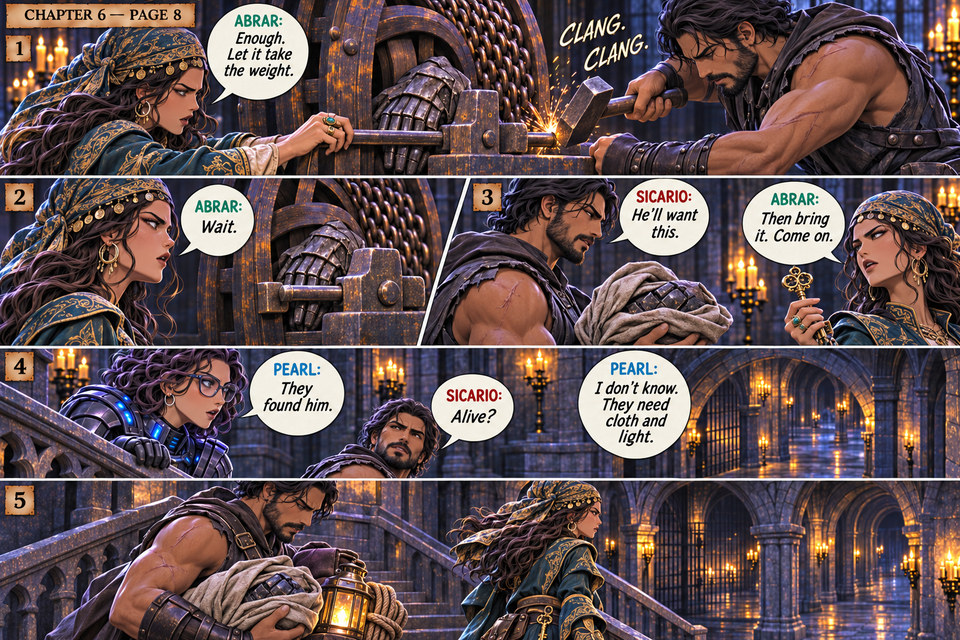 CHAPTER 6 — PAGE 8
1
ABRAR:
Enough.
Let it take
the weight.
CLANG.
CLANG.
2
ABRAR:
Wait.
3
SICARIO:
He'll want
this.
ABRAR:
Then bring
it. Come on.
4
PEARL:
They
found him.
SICARIO:
Alive?
PEARL:
I don't know.
They need
cloth and
light.
5